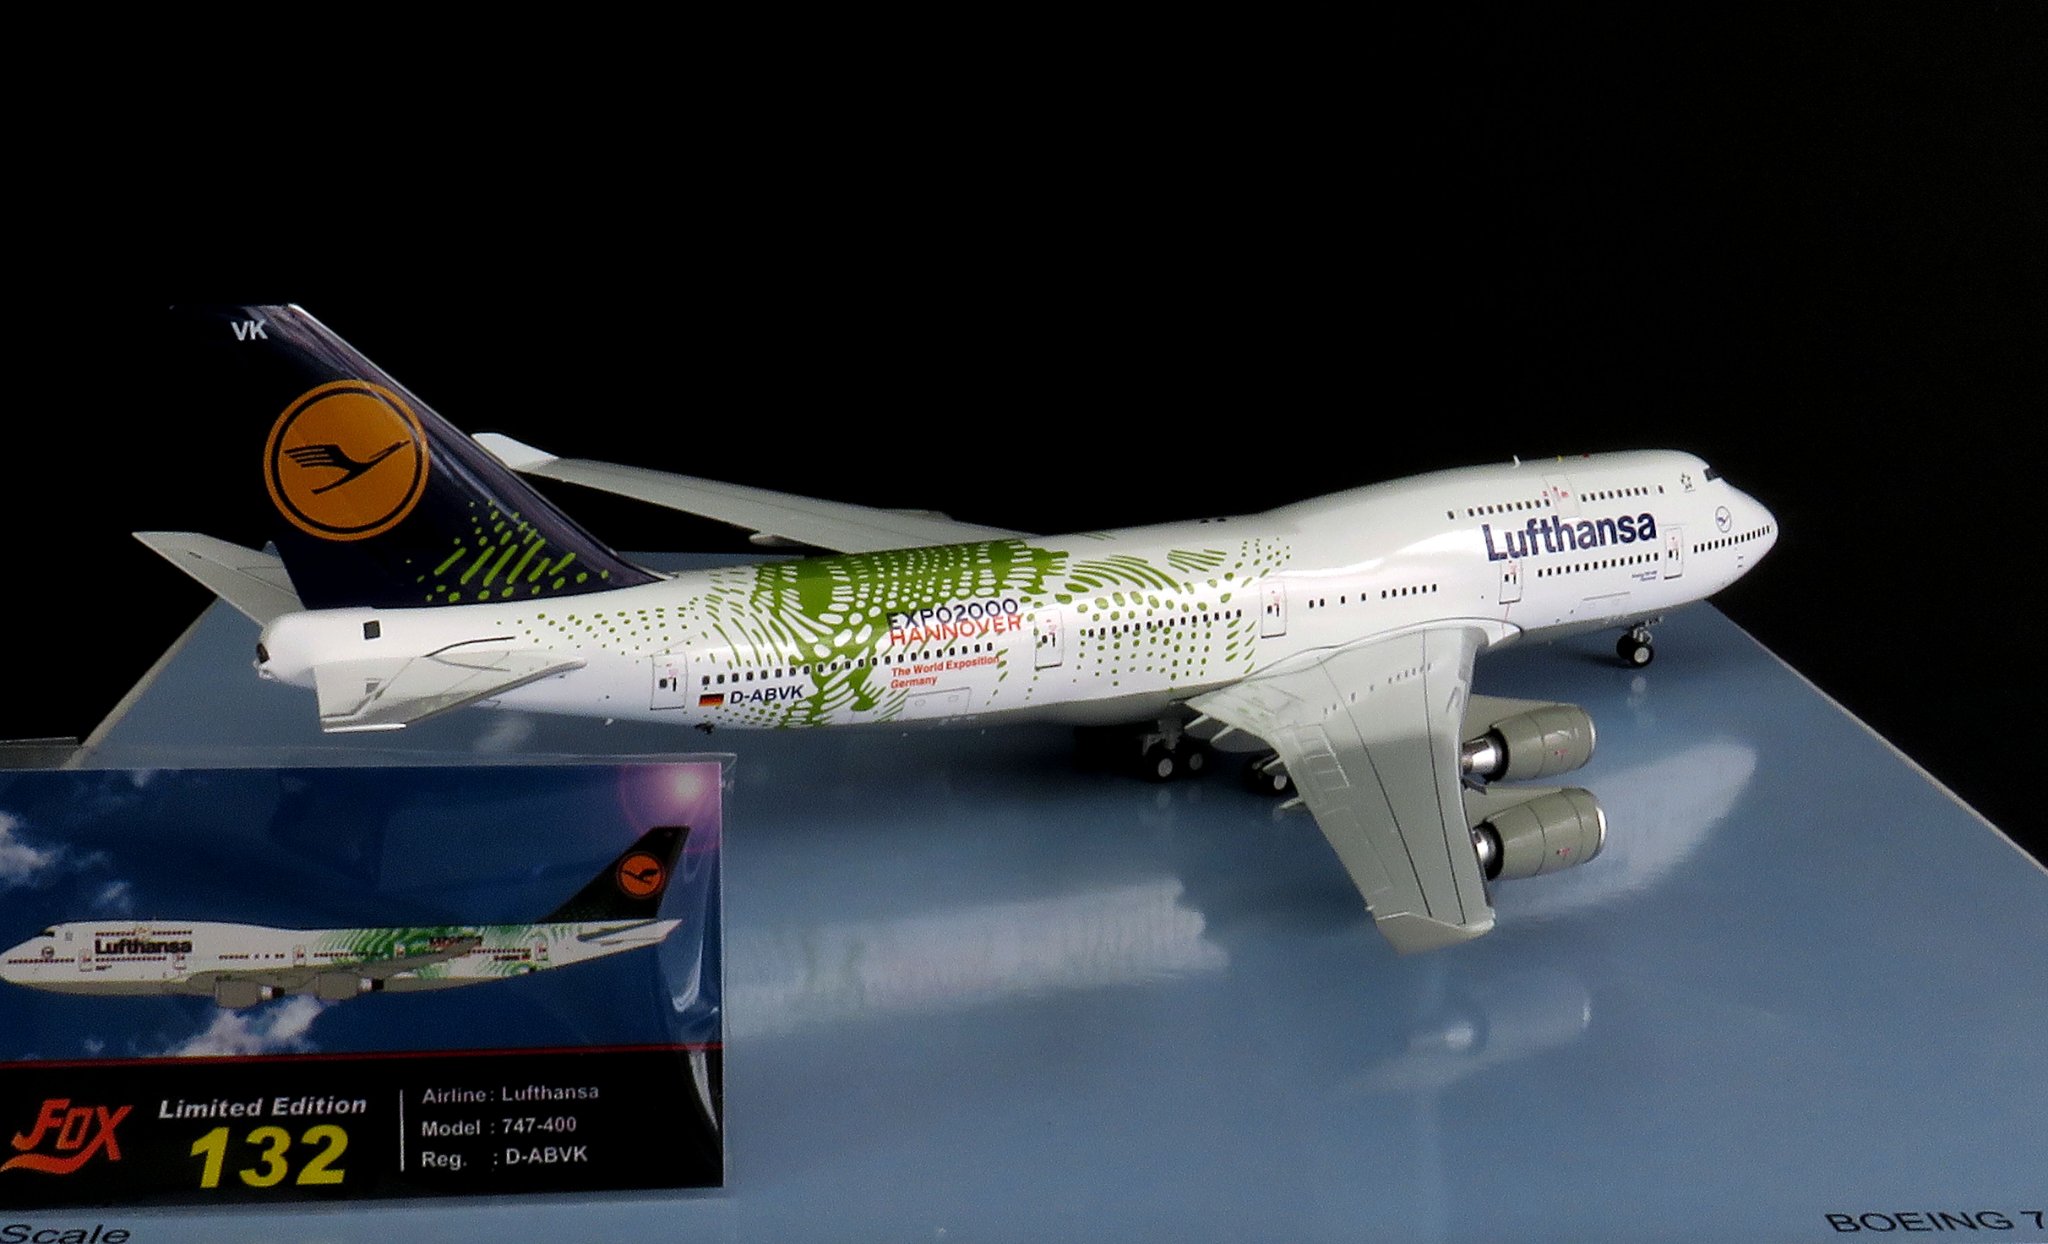 VK
Lufthansa
EXPO2000
HANNOVER
The World Exposition
Germany
D-ABVK
Lufthansa
FOX
Limited Edition
132
Airline: Lufthansa
Model : 747-400
Reg. : D-ABVK
Scale
BOEING 7